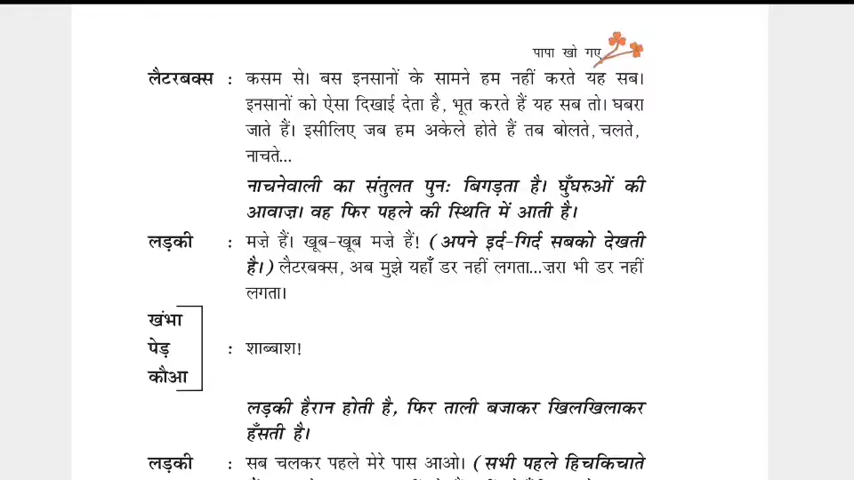 पापा खो गए
लैटरबक्स : कसम से। बस इनसानों के सामने हम नहीं करते यह सब।
इनसानों को ऐसा दिखाई देता है, भूत करते हैं यह सब तो। घबरा
जाते हैं। इसीलिए जब हम अकेले होते हैं तब बोलते, चलते,
नाचते...
नाचनेवाली का संतुलत पुनः बिगड़ता है। घुँघरुओं की
आवाज़। वह फिर पहले की स्थिति में आती है।
लड़की : मज़े हैं। खूब-खूब मज़े हैं! (अपने इर्द-गिर्द सबको देखती
है।) लैटरबक्स, अब मुझे यहाँ डर नहीं लगता...ज़रा भी डर नहीं
लगता।
खंभा
पेड़ : शाब्बाश!
कौआ
लड़की हैरान होती है, फिर ताली बजाकर खिलखिलाकर
हँसती है।
लड़की : सब चलकर पहले मेरे पास आओ। (सभी पहले हिचकिचाते